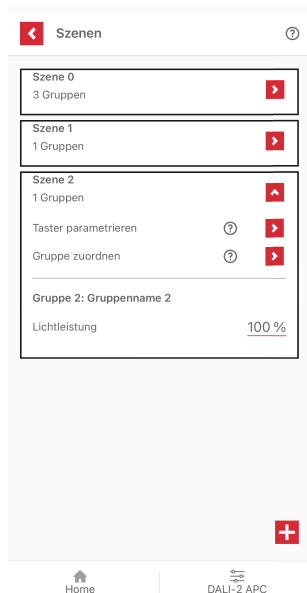 Szenen
Szene 0
3 Gruppen
Szene 1
1 Gruppen
Szene 2
1 Gruppen
Taster parametrieren
Gruppe zuordnen
Gruppe 2: Gruppenname 2
Lichtleistung 100 %
Home DALI-2 APC